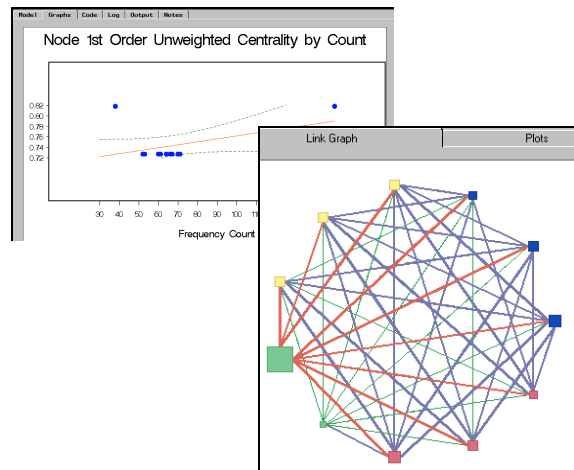 Model Graphs Code Log Output Notes
Node 1st Order Unweighted Centrality by Count
0.82
0.80
0.78
0.76
0.74
0.72
30 40 50 60 70 80 90 100
Frequency Count
Link Graph Plots